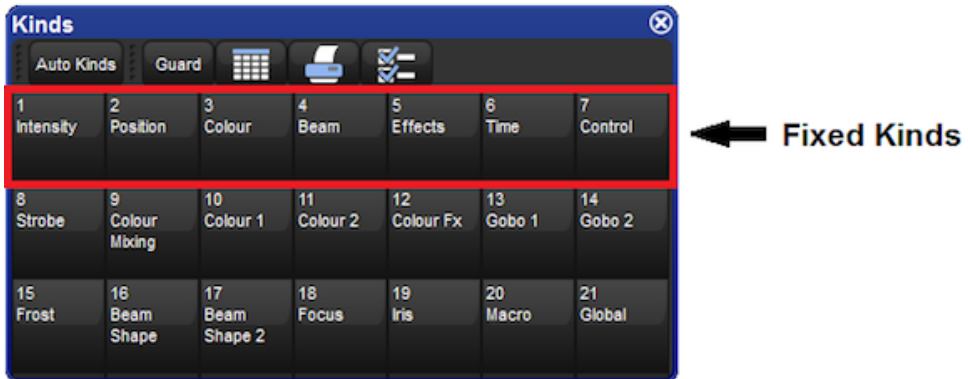 Kinds
Auto Kinds Guard
1 2 3 4 5 6 7
Intensity Position Colour Beam Effects Time Control
Fixed Kinds
8 9 10 11 12 13 14
Strobe Colour Colour 1 Colour 2 Colour Fx Gobo 1 Gobo 2
Mixing
15 16 17 18 19 20 21
Frost Beam Beam Focus Iris Macro Global
Shape Shape 2